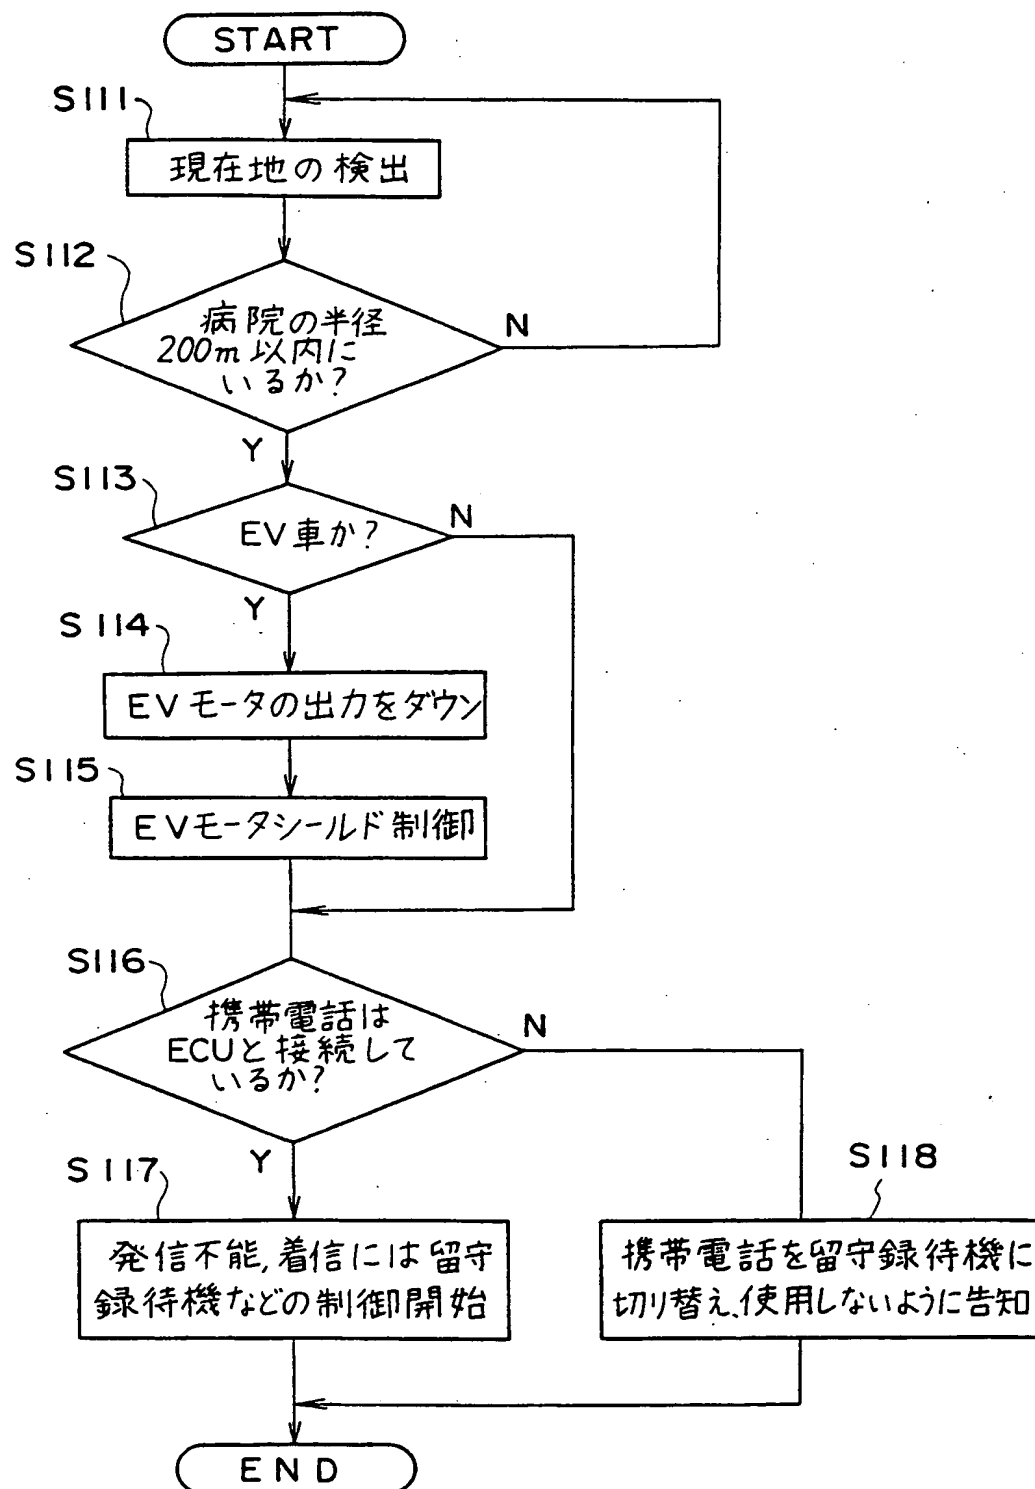 START
S111
現在地の検出
S112
病院の半径
200m以内に
いるか?
N
Y
S113
EV車か?
N
Y
S114
EVモータの出力をダウン
S115
EVモータシールド制御
S116
携帯電話は
ECUと接続して
いるか?
N
Y
S117
発信不能,着信には留守
録待機などの制御開始
S118
携帯電話を留守録待機に
切り替え、使用しないように告知
END